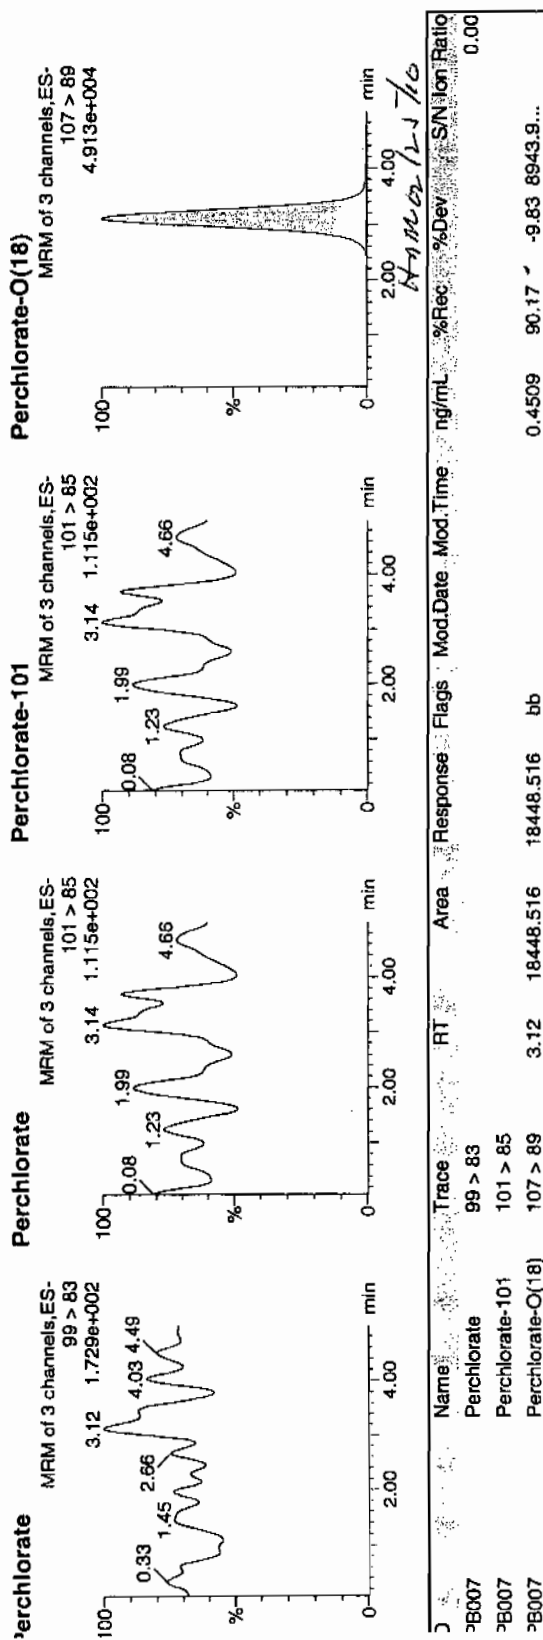 Perchlorate
MRM of 3 channels,ES-
99 > 83
1.729e+002
100
%
0
0.33
1.45
2.66
3.12
4.03
4.49
2.00
4.00
min
Perchlorate
MRM of 3 channels,ES-
101 > 85
1.115e+002
100
%
0
0.08
1.23
1.99
3.14
4.66
2.00
4.00
min
Perchlorate-101
MRM of 3 channels,ES-
101 > 85
1.115e+002
100
%
0
0.08
1.23
1.99
3.14
4.66
2.00
4.00
min
Perchlorate-O(18)
MRM of 3 channels,ES-
107 > 89
4.913e+004
100
%
0
2.00
4.00
min
Name Trace RT Area Response Flags Mod.Date Mod.Time ng/mL %Rec %Dev S/N Ion Ratio
PB007 Perchlorate 99 > 83 0.00
PB007 Perchlorate-101 101 > 85
PB007 Perchlorate-O(18) 107 > 89 3.12 18448.516 18448.516 bb 0.4509 90.17 -9.83 8943.9...